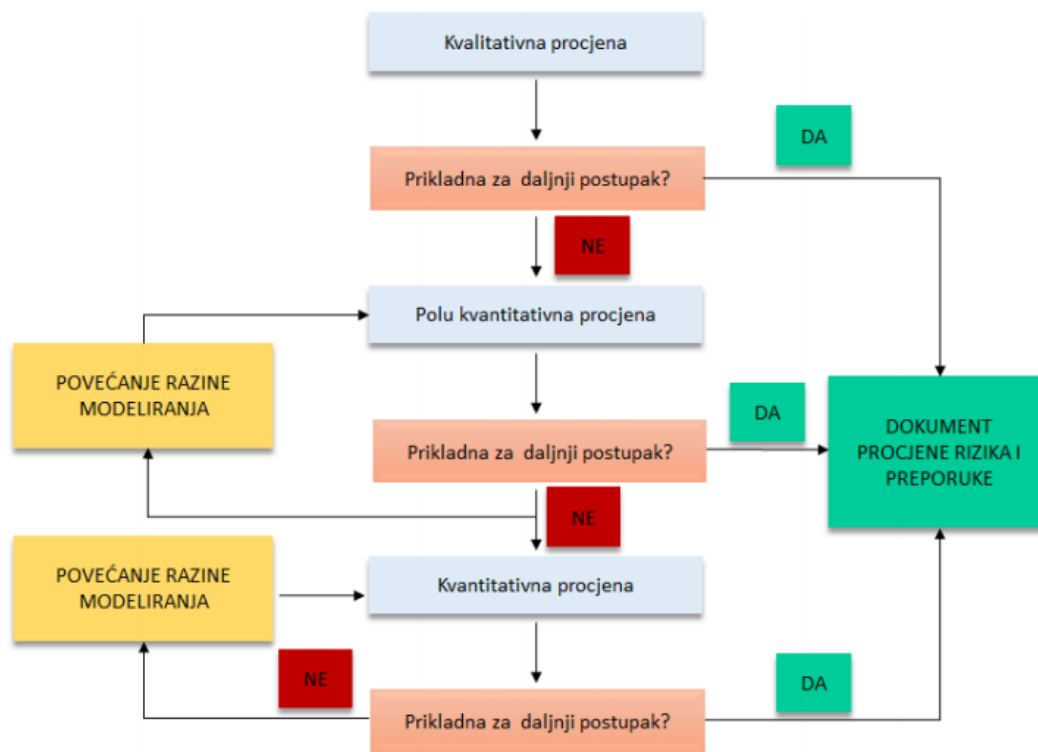 Kvalitativna procjena
DA
Prikladna za daljnji postupak?
NE
Polu kvantitativna procjena
POVEĆANJE RAZINE
MODELIRANJA
DA
Prikladna za daljnji postupak?
DOKUMENT
PROCJENE RIZIKA I
PREPORUKE
NE
POVEĆANJE RAZINE
MODELIRANJA
Kvantitativna procjena
NE
DA
Prikladna za daljnji postupak?